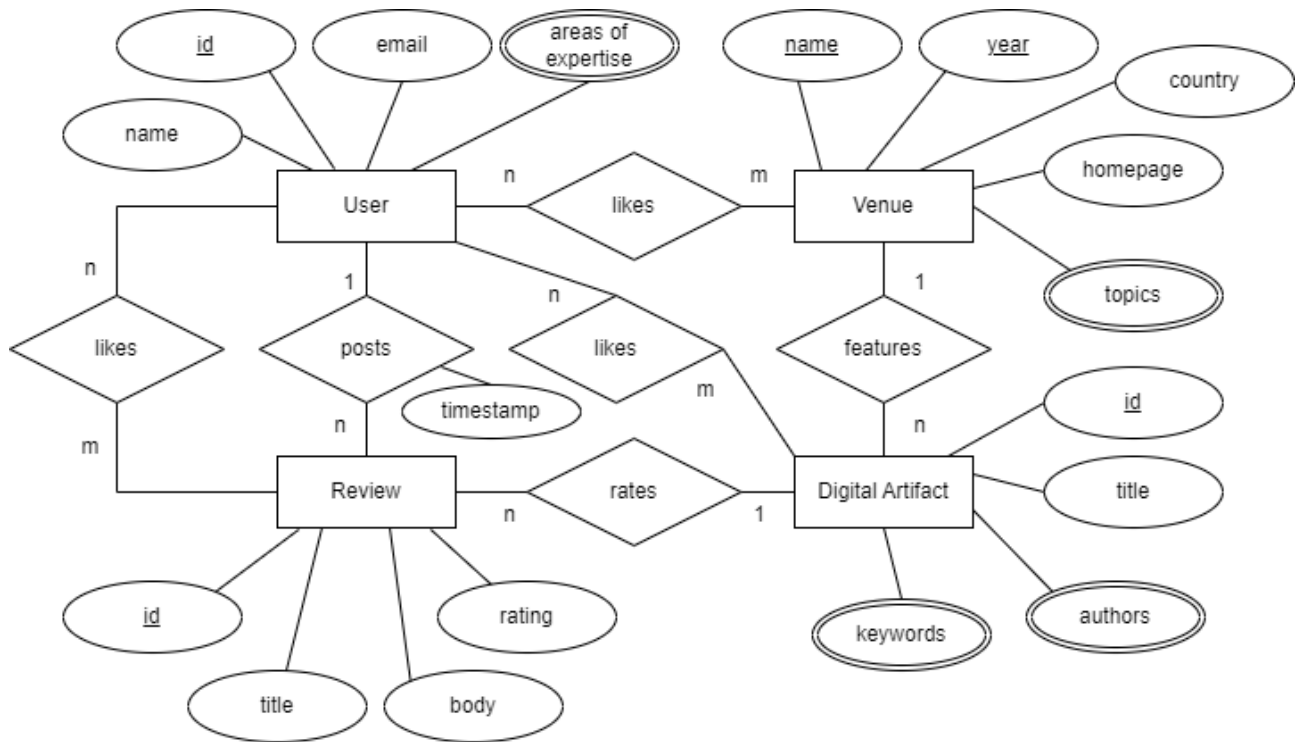 id
email
areas of
expertise
name
year
country
name
homepage
n
m
User
likes
Venue
n
1
n
1
topics
likes
posts
likes
features
m
id
timestamp
m
n
n
Review
rates
Digital Artifact
title
n
1
id
rating
keywords
authors
title
body